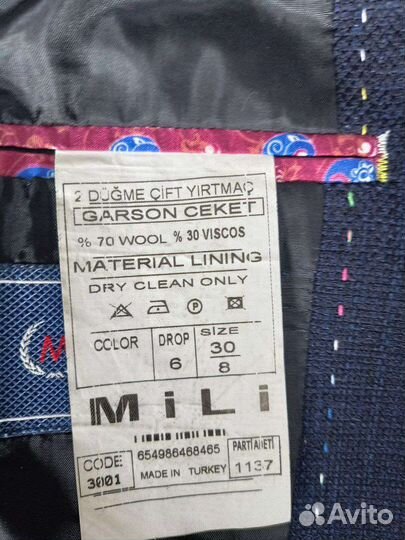 2 DÜĞME ÇİFT YIRTMAÇ
GARSON CEKET
% 70 WOOL % 30 VISCOS
MATERIAL LINING
DRY CLEAN ONLY
COLOR DROP SIZE
6 30
8
MiLi
CODE 654986468465 PARTİ ADETİ
3001 MADE IN TURKEY 1137
M
Avito